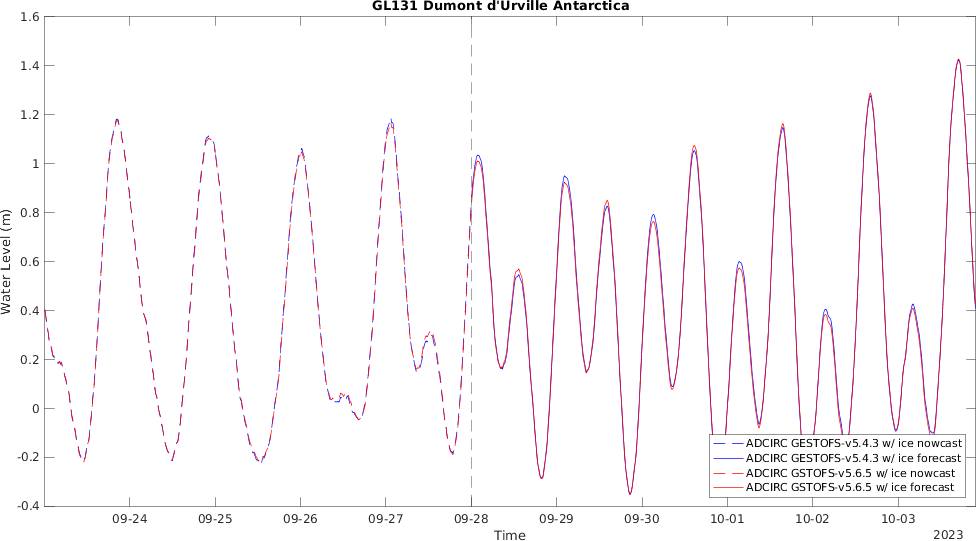 GL131 Dumont d'Urville Antarctica
Water Level (m)
1.6
1.4
1.2
1
0.8
0.6
0.4
0.2
0
-0.2
-0.4
ADCIRC GESTOFS-v5.4.3 w/ ice nowcast
ADCIRC GESTOFS-v5.4.3 w/ ice forecast
ADCIRC GSTOFS-v5.6.5 w/ ice nowcast
ADCIRC GSTOFS-v5.6.5 w/ ice forecast
09-24 09-25 09-26 09-27 09-28 09-29 09-30 10-01 10-02 10-03
Time
2023